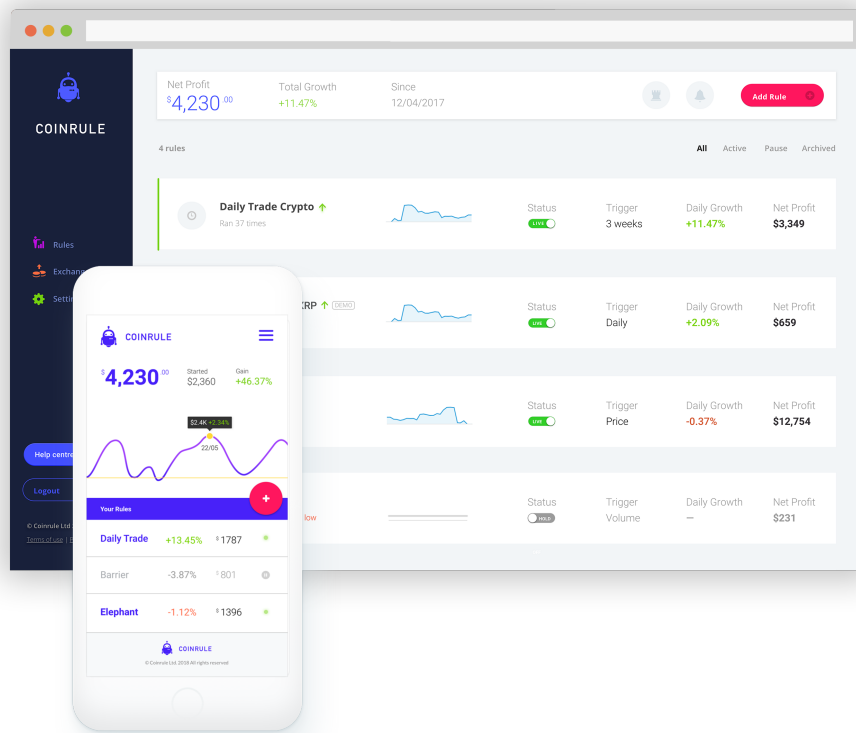 COINRULE
Rules
Exchan
Settin
Help centre
Logout
© Coinrule Ltd
Terms of use |
Net Profit
$4,230.00
Total Growth
+11.47%
Since
12/04/2017
Add Rule
4 rules
All Active Pause Archived
Daily Trade Crypto
Ran 37 times
Status
LIVE
Trigger
3 weeks
Daily Growth
+11.47%
Net Profit
$3,349
XRP DEMO
Status
LIVE
Trigger
Daily
Daily Growth
+2.09%
Net Profit
$659
Status
LIVE
Trigger
Price
Daily Growth
-0.37%
Net Profit
$12,754
low
Status
HOLD
Trigger
Volume
Daily Growth
—
Net Profit
$231
COINRULE
$4,230.00
Started
$2,360
Gain
+46.37%
$2.4K +2.34%
22/05
Your Rules
+
Daily Trade +13.45% $1787
Barrier -3.87% $801
Elephant -1.12% $1396
COINRULE
© Coinrule Ltd. 2018 All rights reserved